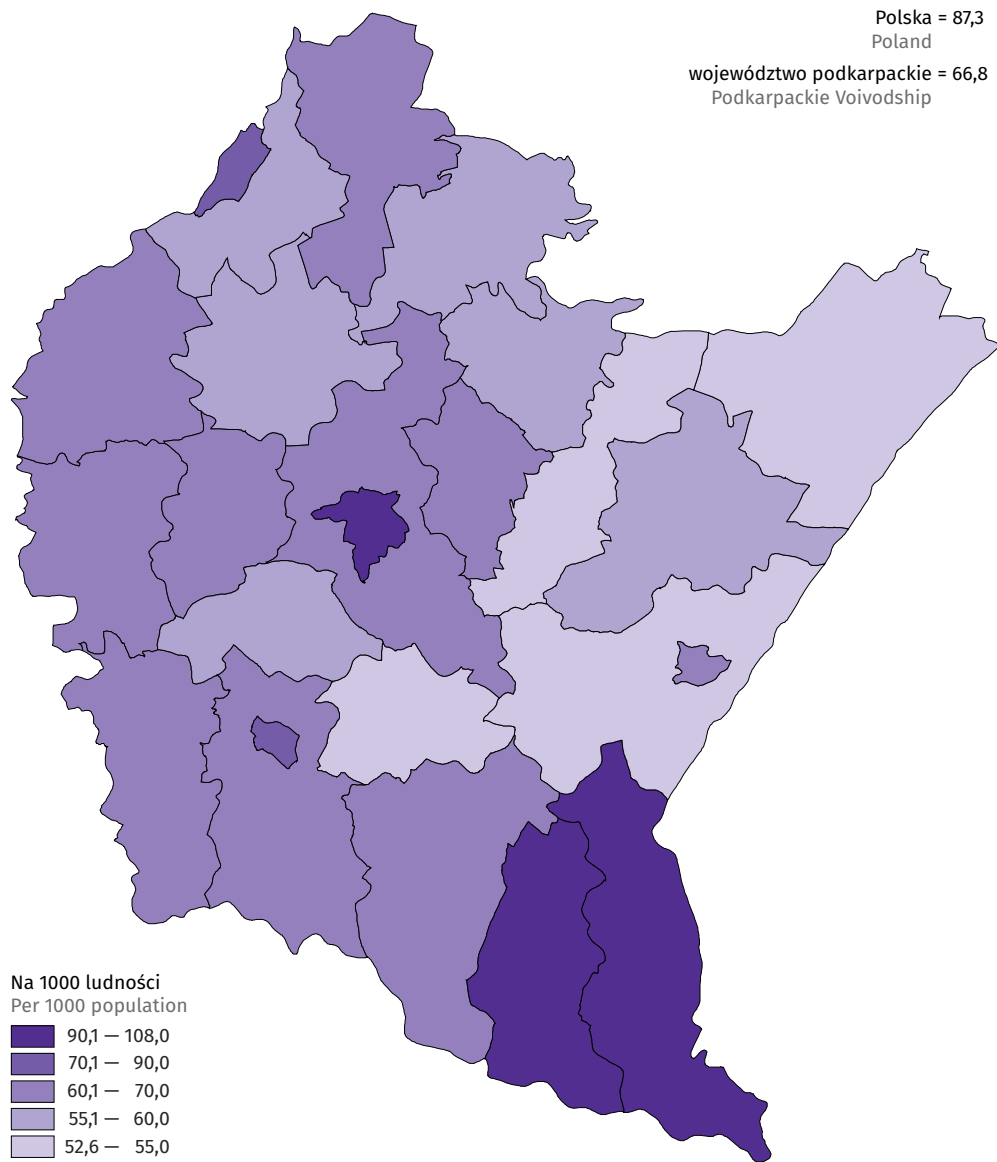 Polska = 87,3
Poland
województwo podkarpackie = 66,8
Podkarpackie Voivodship
Na 1000 ludności
Per 1000 population
90,1 — 108,0
70,1 — 90,0
60,1 — 70,0
55,1 — 60,0
52,6 — 55,0